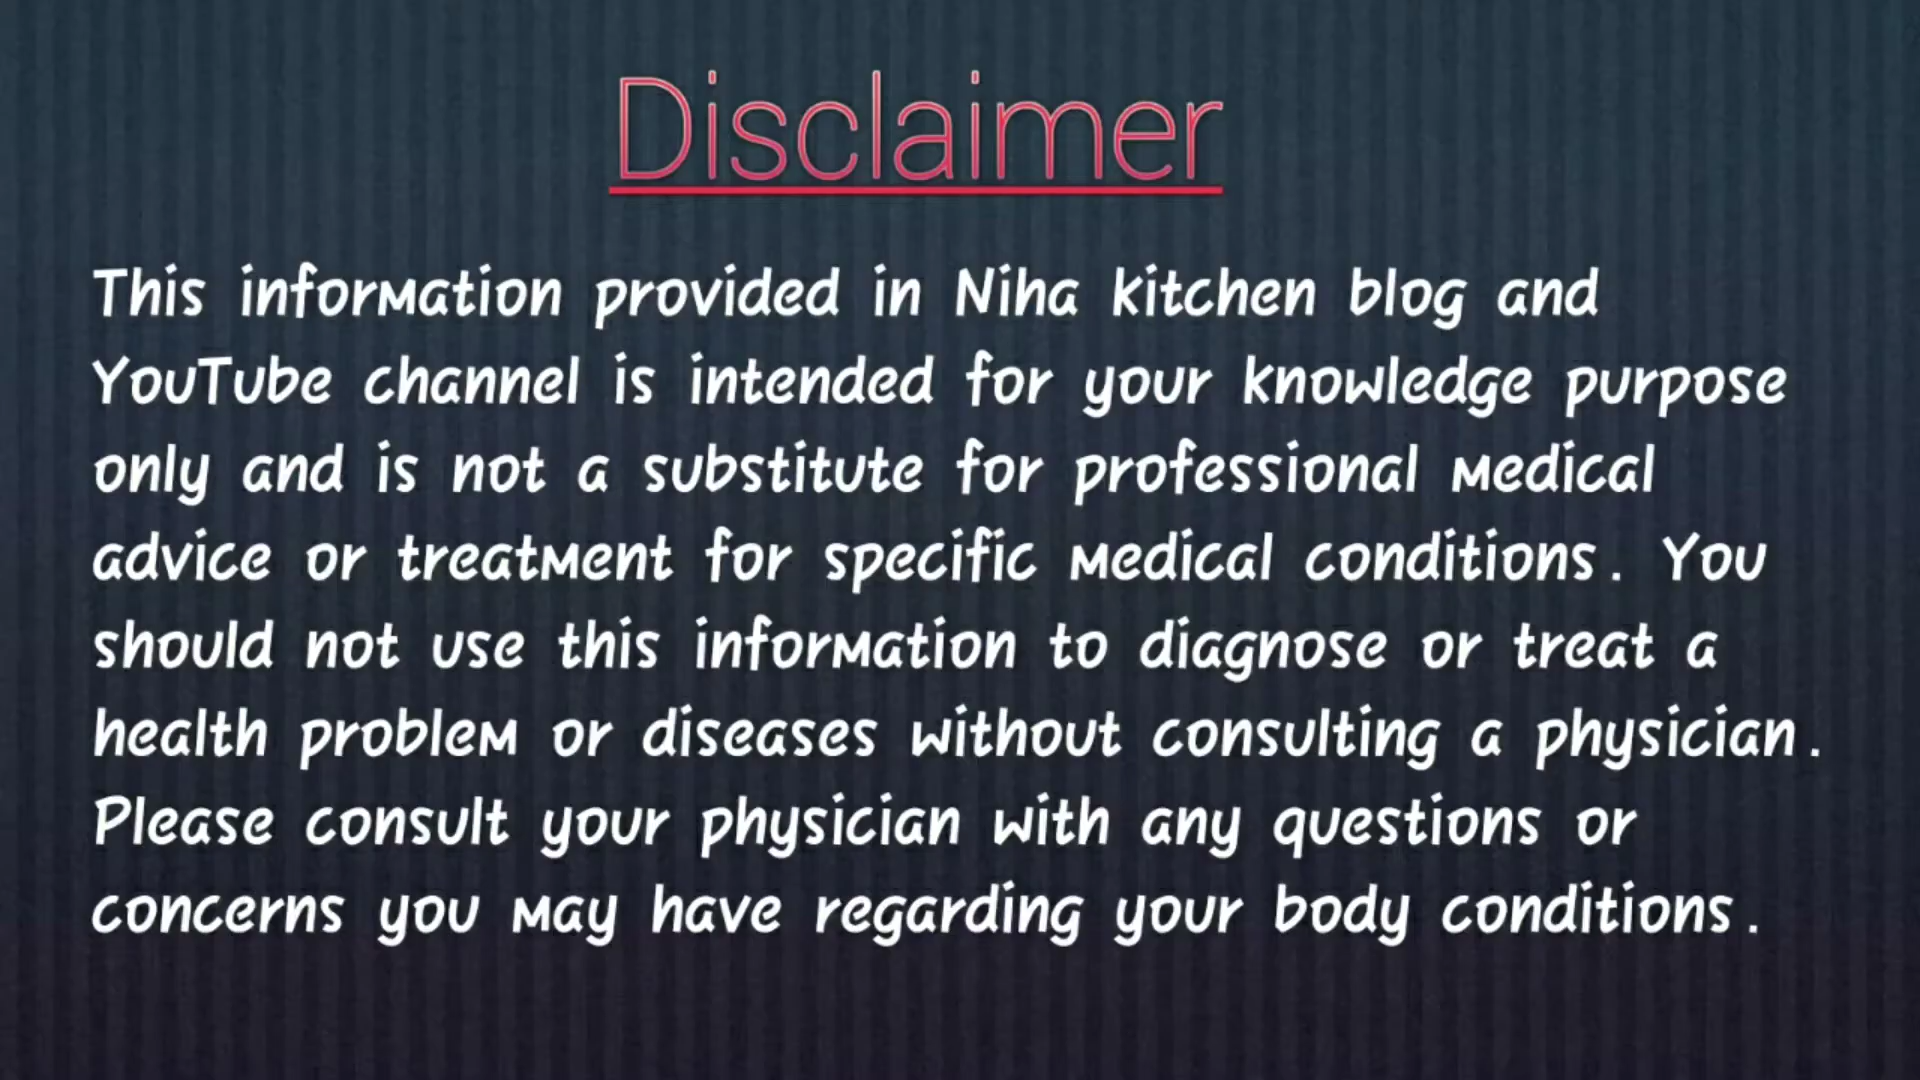 Disclaimer
This information provided in Niha kitchen blog and
YouTube channel is intended for your knowledge purpose
only and is not a substitute for professional medical
advice or treatment for specific medical conditions. You
should not use this information to diagnose or treat a
health problem or diseases without consulting a physician.
Please consult your physician with any questions or
concerns you may have regarding your body conditions.